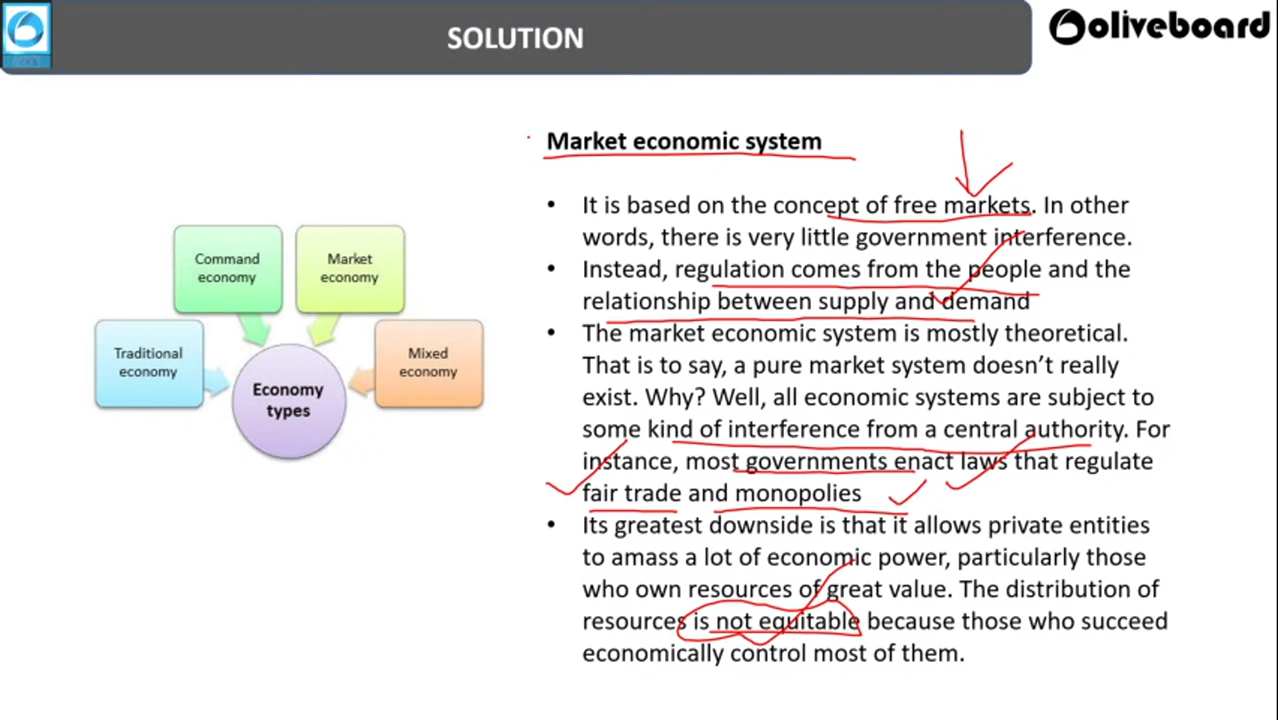 SOLUTION
oliveboard
Market economic system
• It is based on the concept of free markets. In other
words, there is very little government interference.
• Instead, regulation comes from the people and the
relationship between supply and demand
• The market economic system is mostly theoretical.
That is to say, a pure market system doesn’t really
exist. Why? Well, all economic systems are subject to
some kind of interference from a central authority. For
instance, most governments enact laws that regulate
fair trade and monopolies
• Its greatest downside is that it allows private entities
to amass a lot of economic power, particularly those
who own resources of great value. The distribution of
resources is not equitable because those who succeed
economically control most of them.
Command
economy
Market
economy
Traditional
economy
Mixed
economy
Economy
types